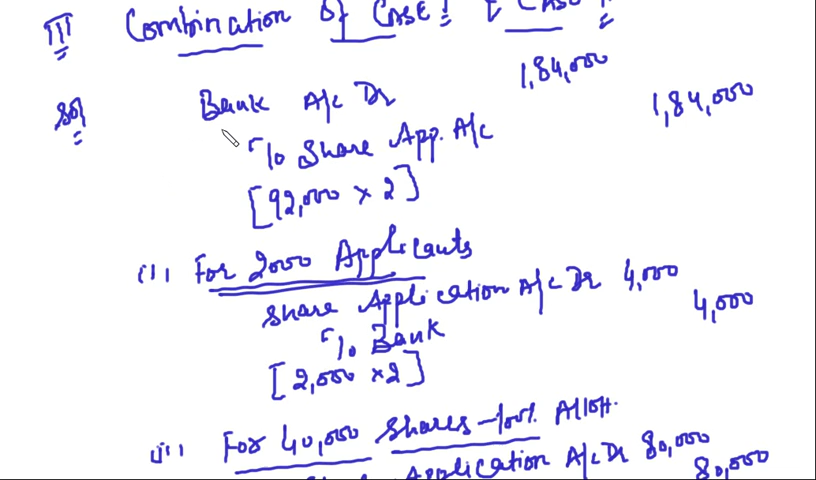 III Combination of CASE I & CASE II
Sol Bank A/c Dr 1,84,000
To Share App. A/c 1,84,000
[92,000 x 2]
(i) For 2000 Applicants
Share Application A/c Dr 4,000
To Bank 4,000
[2,000 x 2]
(ii) For 40,000 Shares - 100% Allott.
Application A/c Dr 80,000
80,000